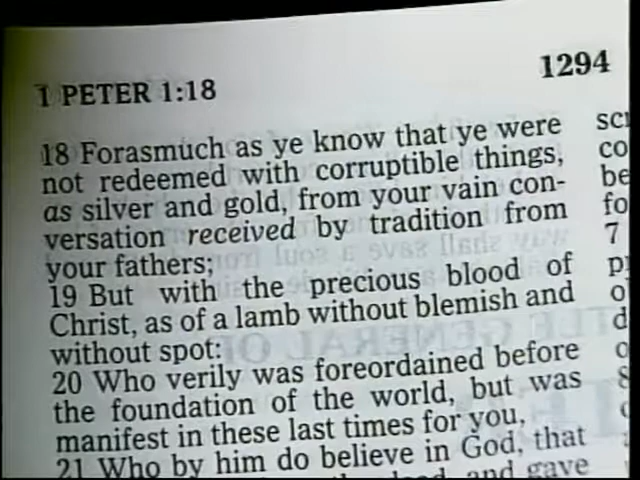 1 PETER 1:18
1294
18 Forasmuch as ye know that ye were
not redeemed with corruptible things,
as silver and gold, from your vain con-
versation received by tradition from
your fathers;
19 But with the precious blood of
Christ, as of a lamb without blemish and
without spot:
20 Who verily was foreordained before
the foundation of the world, but was
manifest in these last times for you,
21 Who by him do believe in God, that
and gave
7